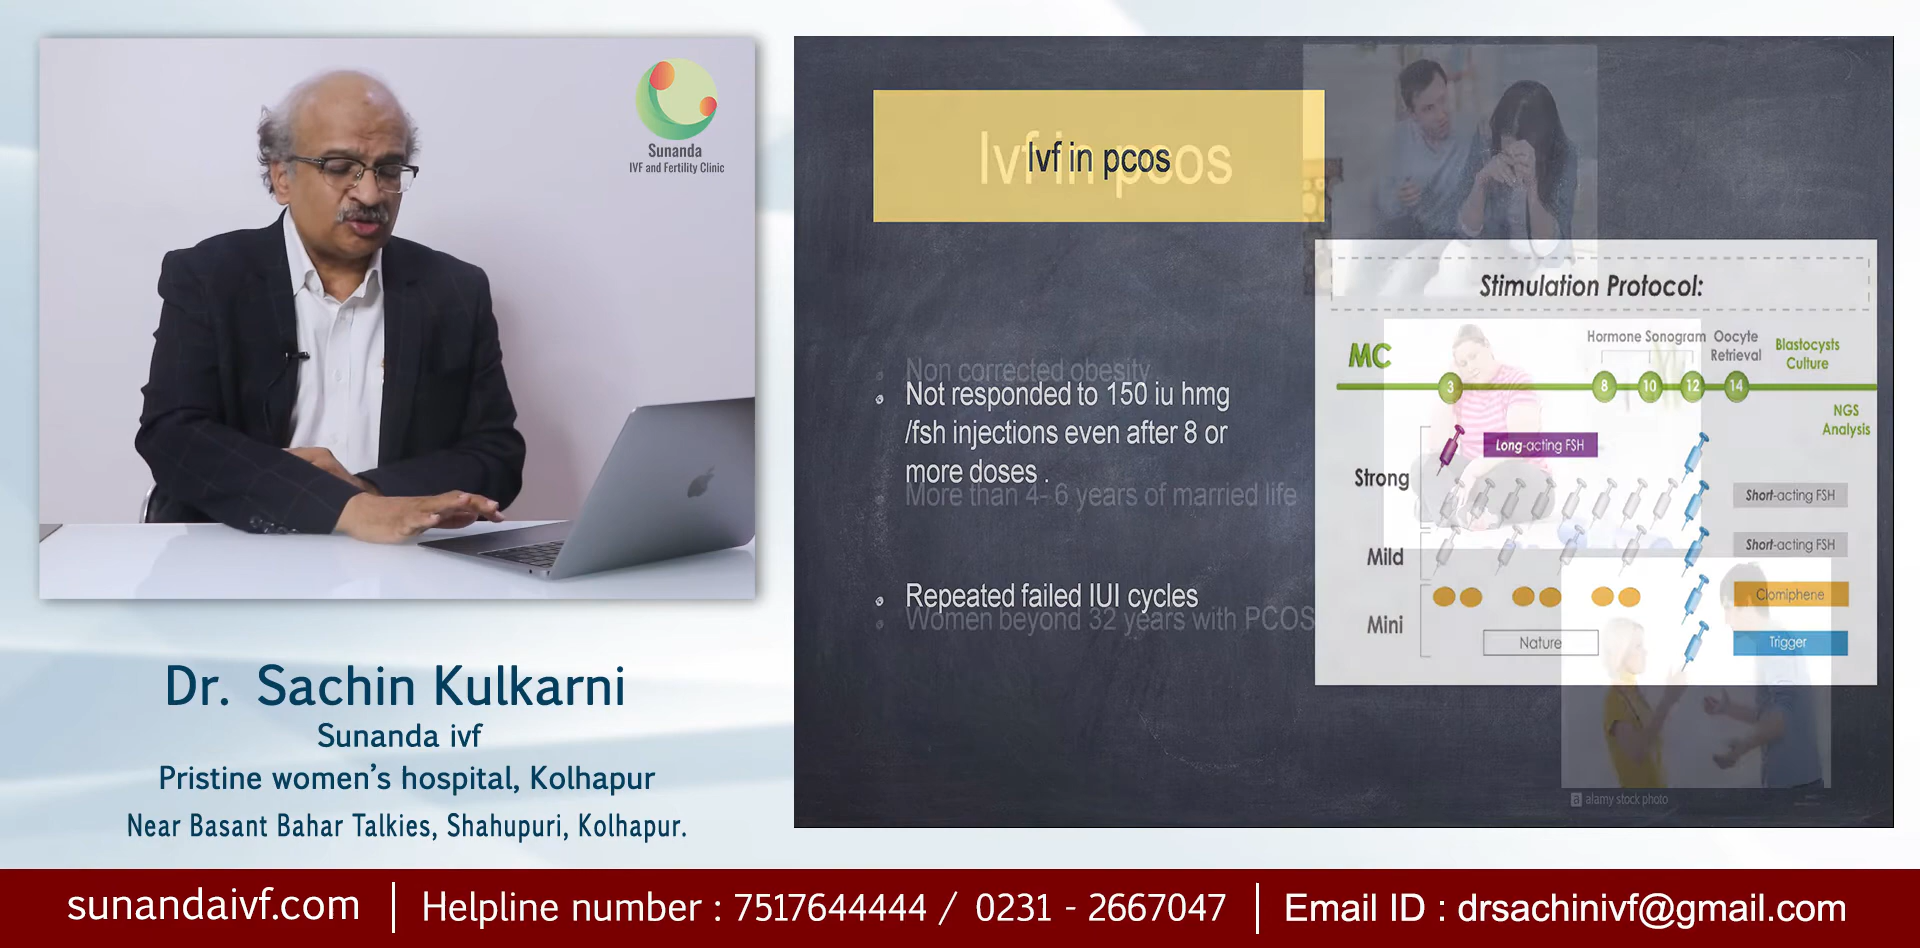 Sunanda
IVF and Fertility Clinic
Dr. Sachin Kulkarni
Sunanda ivf
Pristine women's hospital, Kolhapur
Near Basant Bahar Talkies, Shahupuri, Kolhapur.
Ivf in pcos
Ivf in pcos
Non corrected obesity
Not responded to 150 iu hmg
/fsh injections even after 8 or
more doses .
More than 4- 6 years of married life
Repeated failed IUI cycles
Women beyond 32 years with PCOS
Stimulation Protocol:
Hormone Sonogram Oocyte
Retrieval
Blastocysts
Culture
MC
3 8 10 12 14
NGS
Analysis
Long-acting FSH
Strong
Short-acting FSH
Mild
Short-acting FSH
Clomiphene
Mini
Nature
Trigger
a alamy stock photo
sunandaivf.com | Helpline number : 7517644444 / 0231 - 2667047 | Email ID : drsachinivf@gmail.com